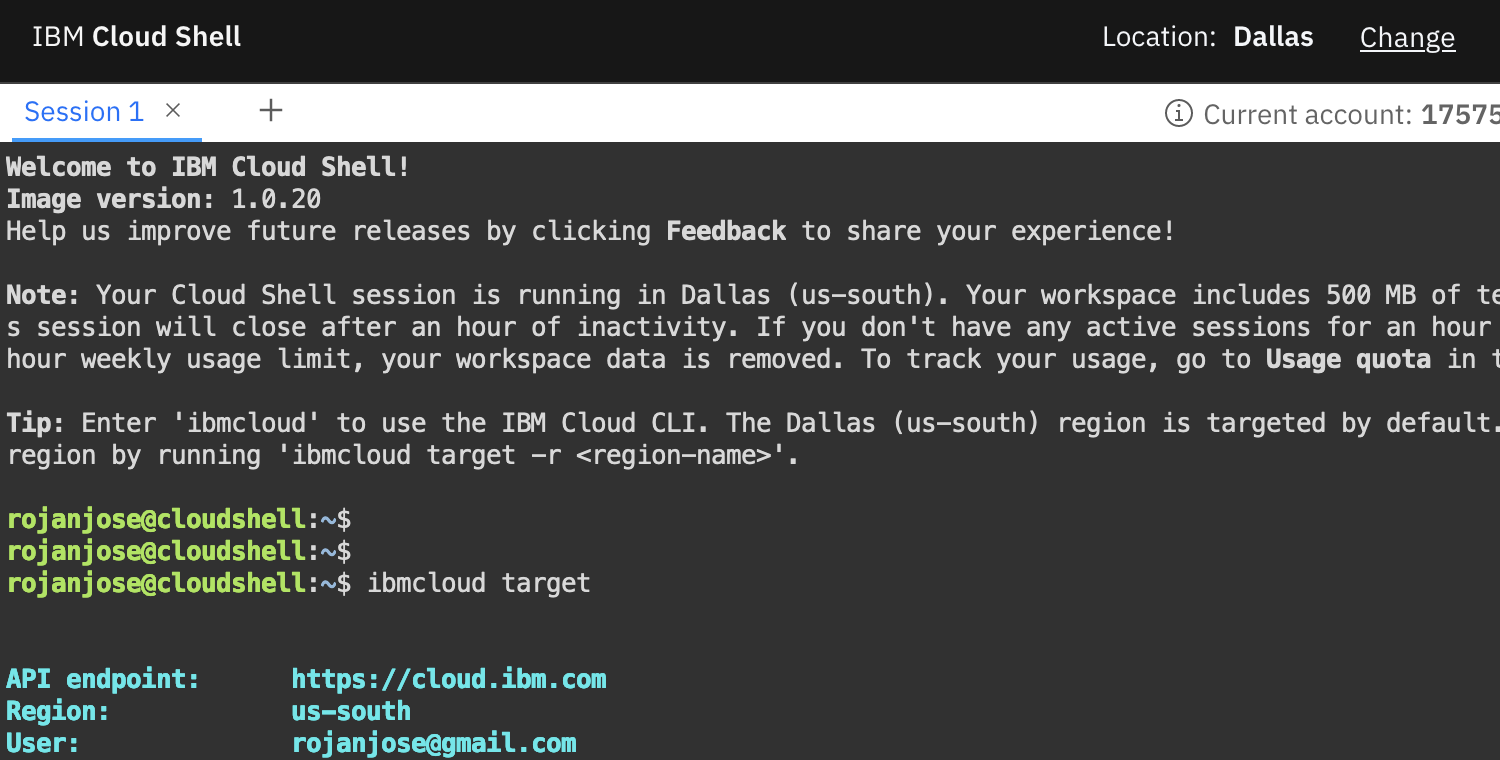 IBM Cloud Shell
Location: Dallas Change
Session 1 × +
Current account: 17575
Welcome to IBM Cloud Shell!
Image version: 1.0.20
Help us improve future releases by clicking Feedback to share your experience!
Note: Your Cloud Shell session is running in Dallas (us-south). Your workspace includes 500 MB of te
s session will close after an hour of inactivity. If you don't have any active sessions for an hour
hour weekly usage limit, your workspace data is removed. To track your usage, go to Usage quota in t
Tip: Enter 'ibmcloud' to use the IBM Cloud CLI. The Dallas (us-south) region is targeted by default.
region by running 'ibmcloud target -r <region-name>'.
rojanjose@cloudshell:~$
rojanjose@cloudshell:~$
rojanjose@cloudshell:~$ ibmcloud target
API endpoint: https://cloud.ibm.com
Region: us-south
User: rojanjose@gmail.com